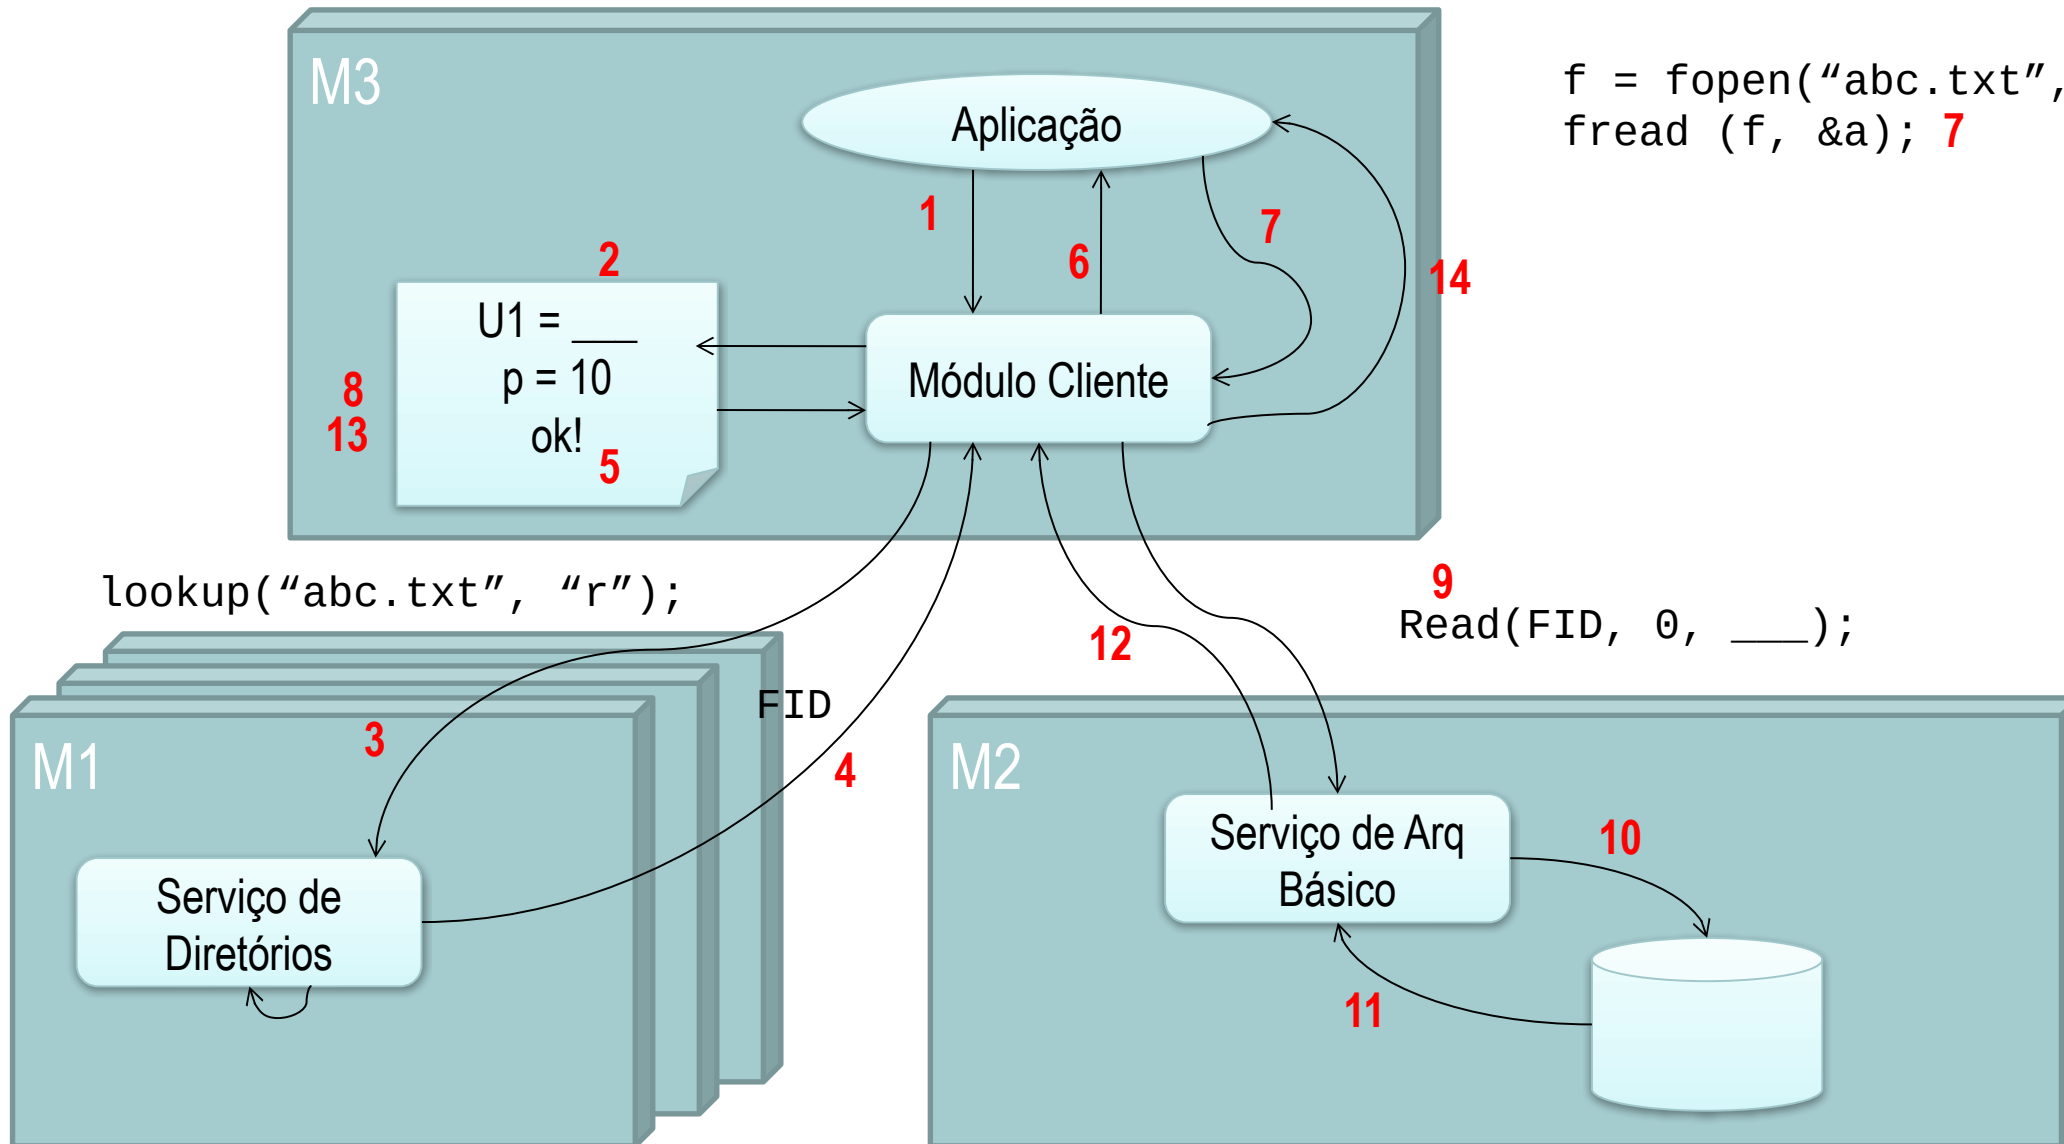 M3
f = fopen(“abc.txt”,
fread (f, &a); 7
Aplicação
1
7
2
6
14
U1 = ___
p = 10
ok!
8
13
5
Módulo Cliente
lookup(“abc.txt”, “r”);
9
Read(FID, 0, ___);
12
FID
3
4
M1
M2
Serviço de
Diretórios
Serviço de Arq
Básico
10
11